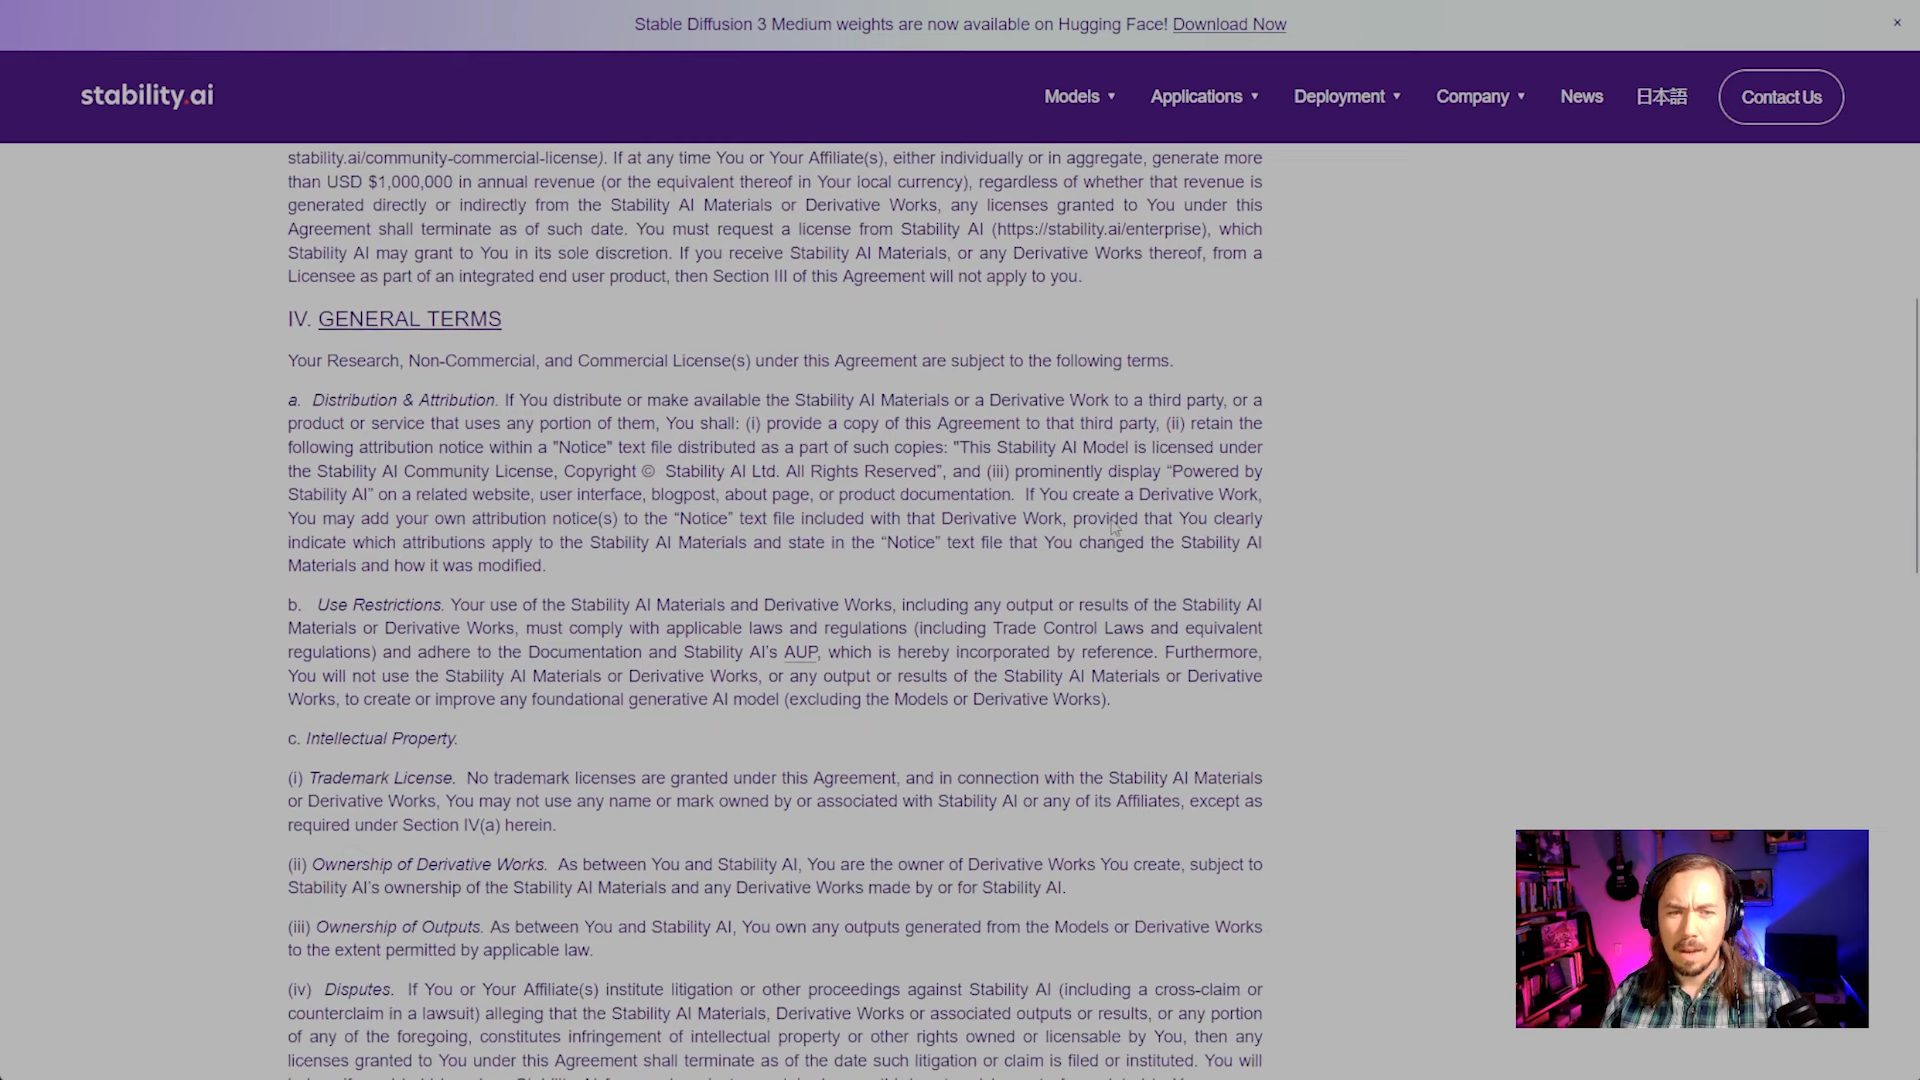 Stable Diffusion 3 Medium weights are now available on Hugging Face! Download Now
×
stability.ai
Models ▼ Applications ▼ Deployment ▼ Company ▼ News 日本語 Contact Us
stability.ai/community-commercial-license). If at any time You or Your Affiliate(s), either individually or in aggregate, generate more
than USD $1,000,000 in annual revenue (or the equivalent thereof in Your local currency), regardless of whether that revenue is
generated directly or indirectly from the Stability AI Materials or Derivative Works, any licenses granted to You under this
Agreement shall terminate as of such date. You must request a license from Stability AI (https://stability.ai/enterprise), which
Stability AI may grant to You in its sole discretion. If you receive Stability AI Materials, or any Derivative Works thereof, from a
Licensee as part of an integrated end user product, then Section III of this Agreement will not apply to you.
IV. GENERAL TERMS
Your Research, Non-Commercial, and Commercial License(s) under this Agreement are subject to the following terms.
a. Distribution & Attribution. If You distribute or make available the Stability AI Materials or a Derivative Work to a third party, or a
product or service that uses any portion of them, You shall: (i) provide a copy of this Agreement to that third party, (ii) retain the
following attribution notice within a "Notice" text file distributed as a part of such copies: "This Stability AI Model is licensed under
the Stability AI Community License, Copyright © Stability AI Ltd. All Rights Reserved”, and (iii) prominently display “Powered by
Stability AI” on a related website, user interface, blogpost, about page, or product documentation. If You create a Derivative Work,
You may add your own attribution notice(s) to the “Notice” text file included with that Derivative Work, provided that You clearly
indicate which attributions apply to the Stability AI Materials and state in the “Notice” text file that You changed the Stability AI
Materials and how it was modified.
b. Use Restrictions. Your use of the Stability AI Materials and Derivative Works, including any output or results of the Stability AI
Materials or Derivative Works, must comply with applicable laws and regulations (including Trade Control Laws and equivalent
regulations) and adhere to the Documentation and Stability AI’s AUP, which is hereby incorporated by reference. Furthermore,
You will not use the Stability AI Materials or Derivative Works, or any output or results of the Stability AI Materials or Derivative
Works, to create or improve any foundational generative AI model (excluding the Models or Derivative Works).
c. Intellectual Property.
(i) Trademark License. No trademark licenses are granted under this Agreement, and in connection with the Stability AI Materials
or Derivative Works, You may not use any name or mark owned by or associated with Stability AI or any of its Affiliates, except as
required under Section IV(a) herein.
(ii) Ownership of Derivative Works. As between You and Stability AI, You are the owner of Derivative Works You create, subject to
Stability AI’s ownership of the Stability AI Materials and any Derivative Works made by or for Stability AI.
(iii) Ownership of Outputs. As between You and Stability AI, You own any outputs generated from the Models or Derivative Works
to the extent permitted by applicable law.
(iv) Disputes. If You or Your Affiliate(s) institute litigation or other proceedings against Stability AI (including a cross-claim or
counterclaim in a lawsuit) alleging that the Stability AI Materials, Derivative Works or associated outputs or results, or any portion
of any of the foregoing, constitutes infringement of intellectual property or other rights owned or licensable by You, then any
licenses granted to You under this Agreement shall terminate as of the date such litigation or claim is filed or instituted. You will